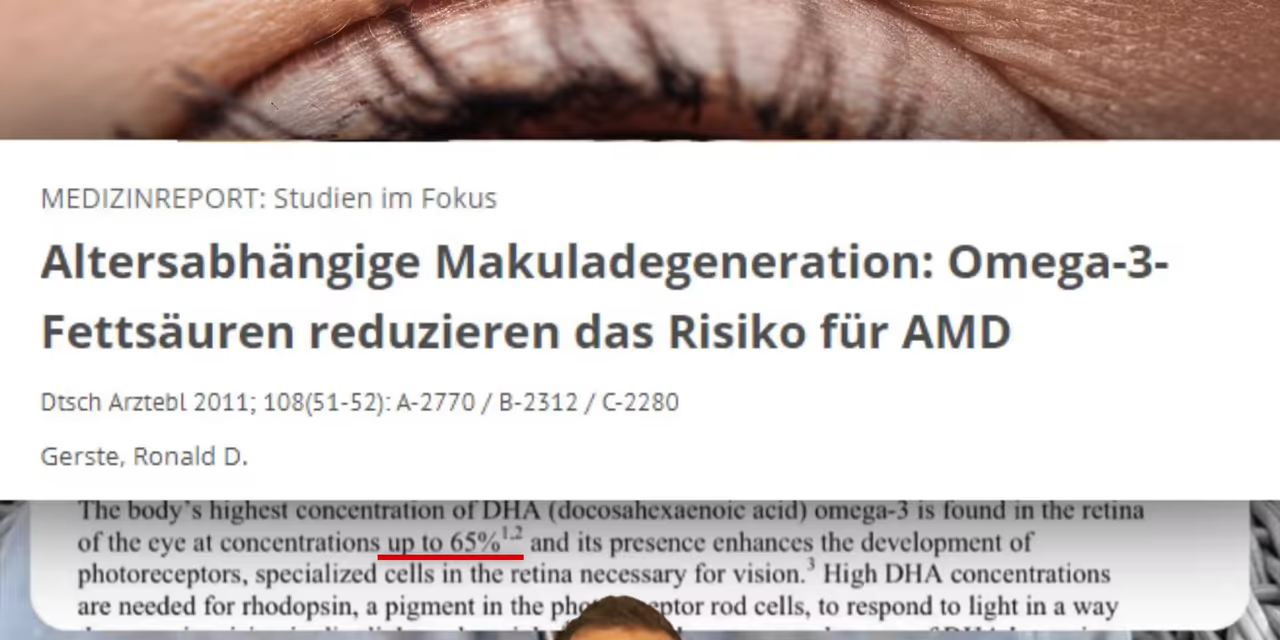 MEDIZINREPORT: Studien im Fokus
Altersabhängige Makuladegeneration: Omega-3-
Fettsäuren reduzieren das Risiko für AMD
Dtsch Arztebl 2011; 108(51-52): A-2770 / B-2312 / C-2280
Gerste, Ronald D.
The body's highest concentration of DHA (docosahexaenoic acid) omega-3 is found in the retina
of the eye at concentrations up to 65%1,2 and its presence enhances the development of
photoreceptors, specialized cells in the retina necessary for vision.3 High DHA concentrations
are needed for rhodopsin, a pigment in the rod cells, to respond to light in a way